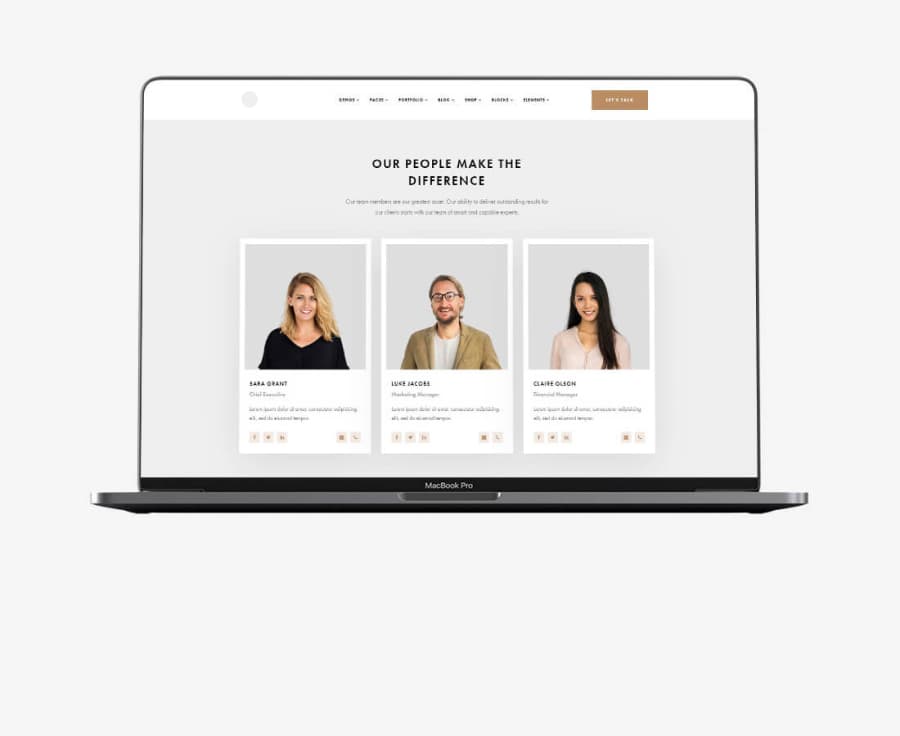 DEMOS PAGES PORTFOLIO BLOG SHOP BLOCKS ELEMENTS LET'S TALK
OUR PEOPLE MAKE THE
DIFFERENCE
Our team members are our greatest asset. Our ability to deliver outstanding results for
our clients starts with our team of smart and capable experts.
SARA GRANT
Chief Executive
Lorem ipsum dolor sit amet, consectetur adipisicing
elit, sed do eiusmod tempor.
LUKE JACOBS
Marketing Manager
Lorem ipsum dolor sit amet, consectetur adipisicing
elit, sed do eiusmod tempor.
CLAIRE OLSON
Financial Manager
Lorem ipsum dolor sit amet, consectetur adipisicing
elit, sed do eiusmod tempor.
MacBook Pro